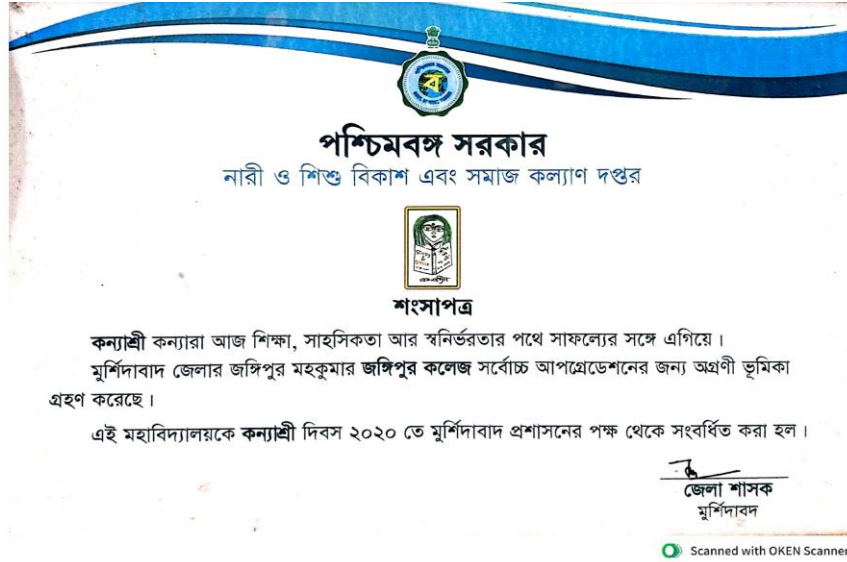 পশ্চিমবঙ্গ সরকার
নারী ও শিশু বিকাশ এবং সমাজ কল্যাণ দপ্তর
শংসাপত্র
কন্যাশ্রী কন্যারা আজ শিক্ষা, সাহসিকতা আর স্বনির্ভরতার পথে সাফল্যের সঙ্গে এগিয়ে।
মুর্শিদাবাদ জেলার জঙ্গিপুর মহকুমার জঙ্গিপুর কলেজ সর্বোচ্চ আপগ্রেডেশনের জন্য অগ্রণী ভূমিকা
গ্রহণ করেছে।
এই মহাবিদ্যালয়কে কন্যাশ্রী দিবস ২০২০ তে মুর্শিদাবাদ প্রশাসনের পক্ষ থেকে সংবর্ধিত করা হল।
জেলা শাসক
মুর্শিদাবদ
Scanned with OKEN Scanner